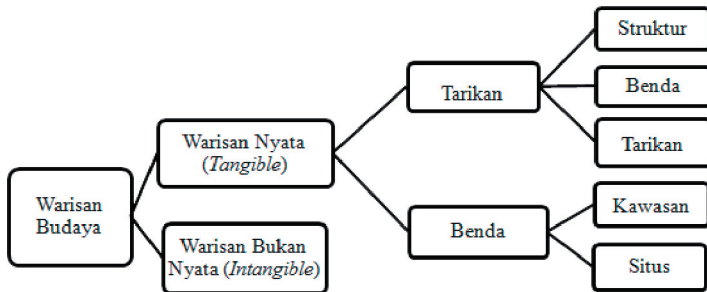 Warisan
Budaya
Warisan Nyata
(Tangible)
Warisan Bukan
Nyata (Intangible)
Tarikan
Benda
Struktur
Benda
Tarikan
Kawasan
Situs